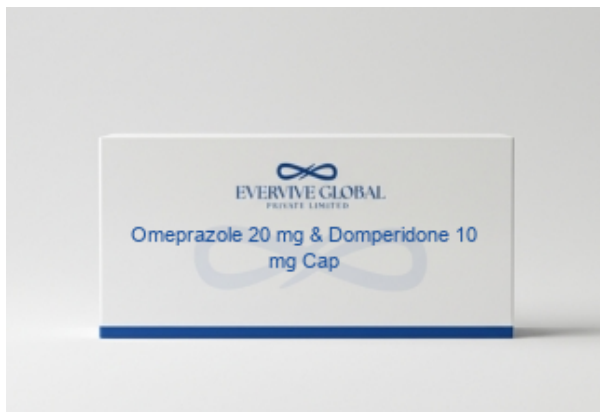 EVERVIVE GLOBAL
PRIVATE LIMITED
Omeprazole 20 mg & Domperidone 10
mg Cap